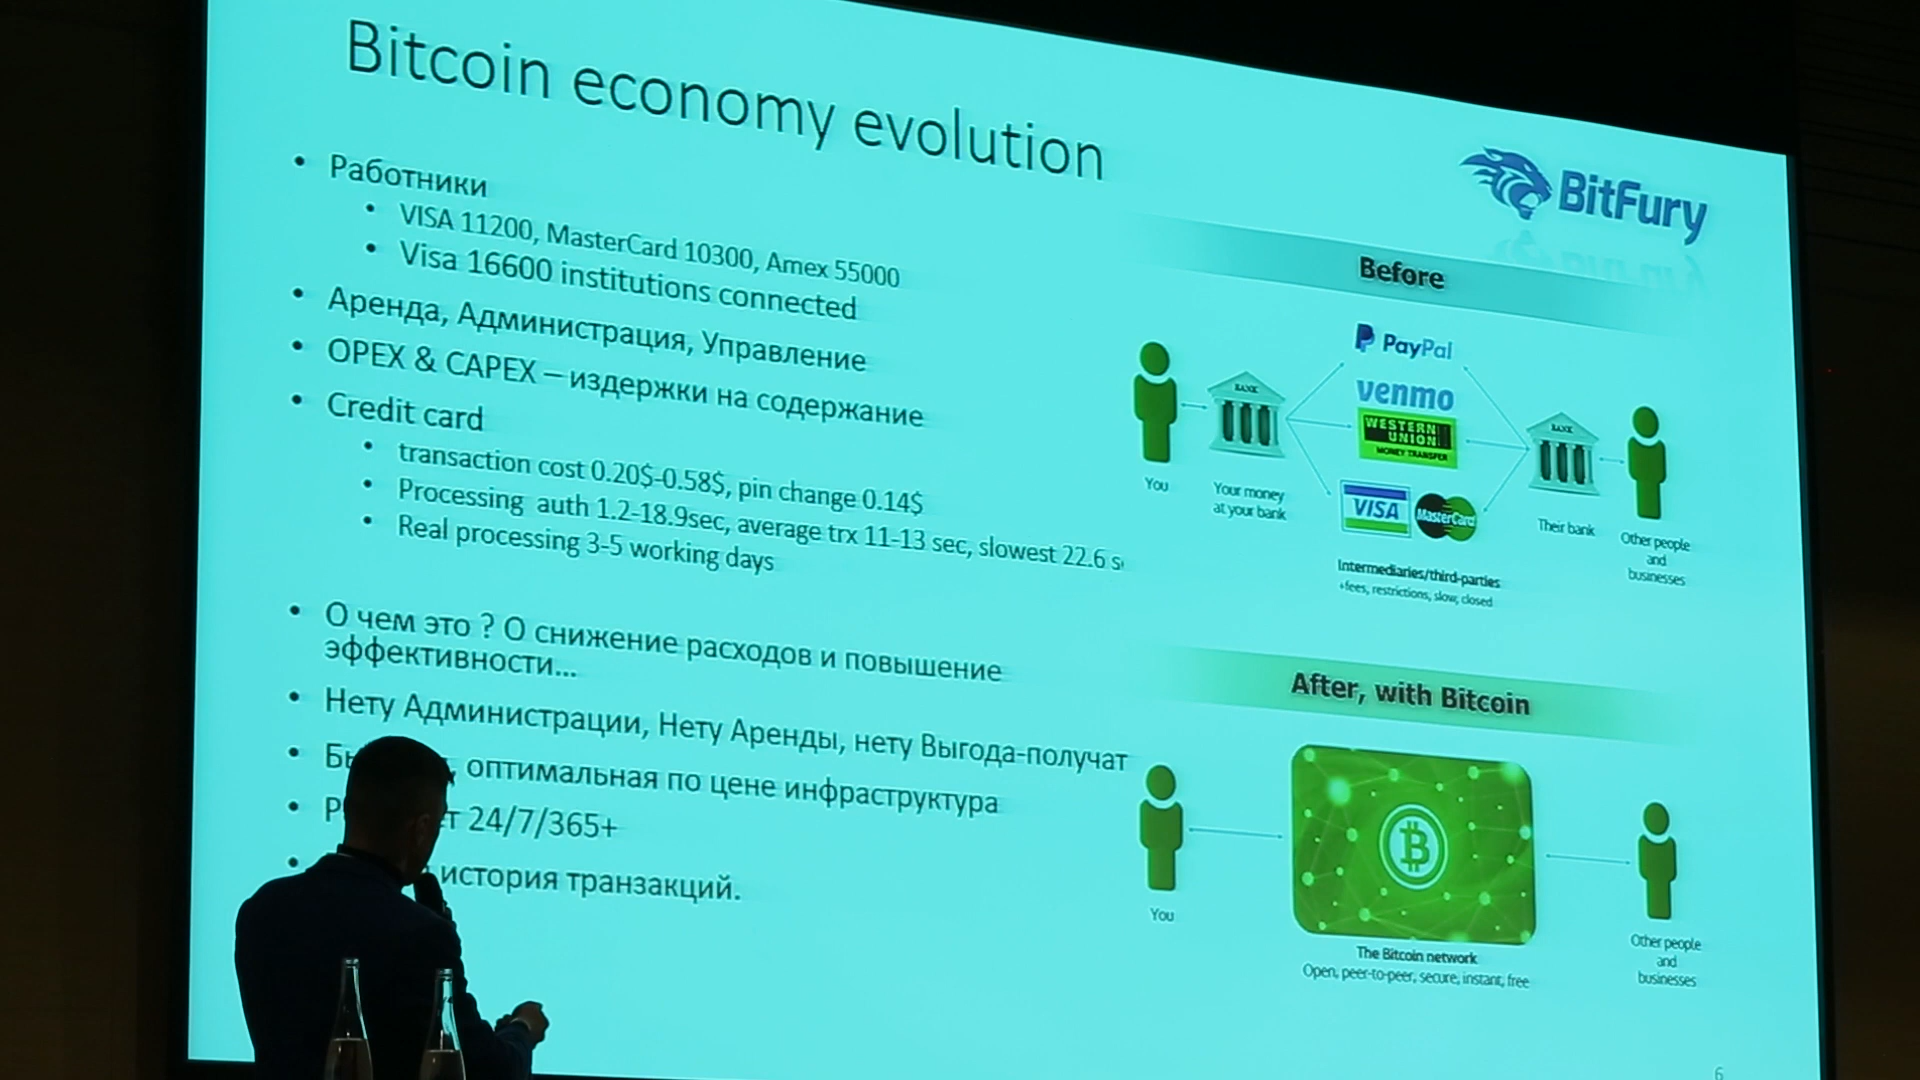 Bitcoin economy evolution
BitFury
• Работники
• VISA 11200, MasterCard 10300, Amex 55000
• Visa 16600 institutions connected
• Аренда, Администрация, Управление
• OPEX & CAPEX – издержки на содержание
• Credit card
• transaction cost 0.20$-0.58$, pin change 0.14$
• Processing auth 1.2-18.9sec, average trx 11-13 sec, slowest 22.6
• Real processing 3-5 working days
• О чем это ? О снижение расходов и повышение
эффективности...
• Нету Администрации, Нету Аренды, нету Выгода-получат
• оптимальная по цене инфраструктура
• 24/7/365+
• история транзакций.
Before
PayPal
venmo
WESTERN
UNION
MONEY TRANSFER
VISA
MasterCard
BANK
BANK
You
Your money
at your bank
Their bank
Other people
and
businesses
Intermediaries/third-parties
+fees, restrictions, slow, closed
After, with Bitcoin
You
The Bitcoin network
Open, peer-to-peer, secure, instant, free
Other people
and
businesses
6